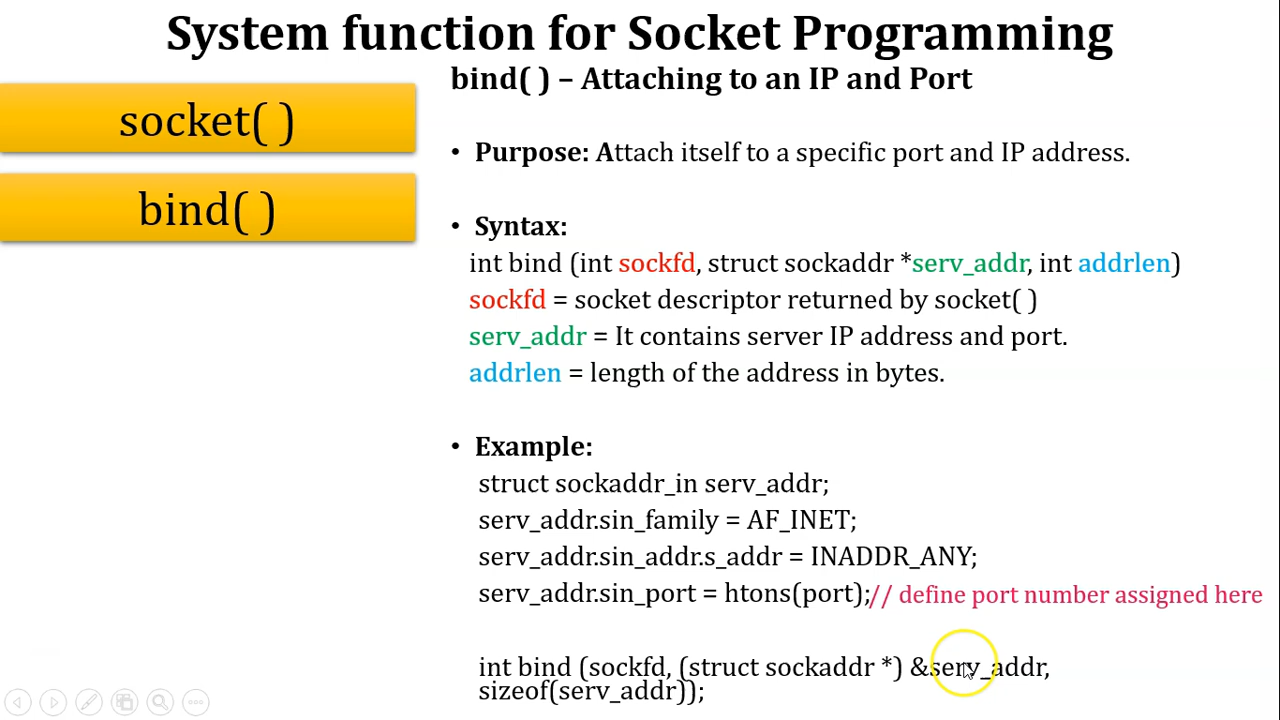 System function for Socket Programming
socket( )
bind( )
bind( ) – Attaching to an IP and Port
• Purpose: Attach itself to a specific port and IP address.
• Syntax:
int bind (int sockfd, struct sockaddr *serv_addr, int addrlen)
sockfd = socket descriptor returned by socket( )
serv_addr = It contains server IP address and port.
addrlen = length of the address in bytes.
• Example:
struct sockaddr_in serv_addr;
serv_addr.sin_family = AF_INET;
serv_addr.sin_addr.s_addr = INADDR_ANY;
serv_addr.sin_port = htons(port);// define port number assigned here
int bind (sockfd, (struct sockaddr *) &serv_addr,
sizeof(serv_addr));